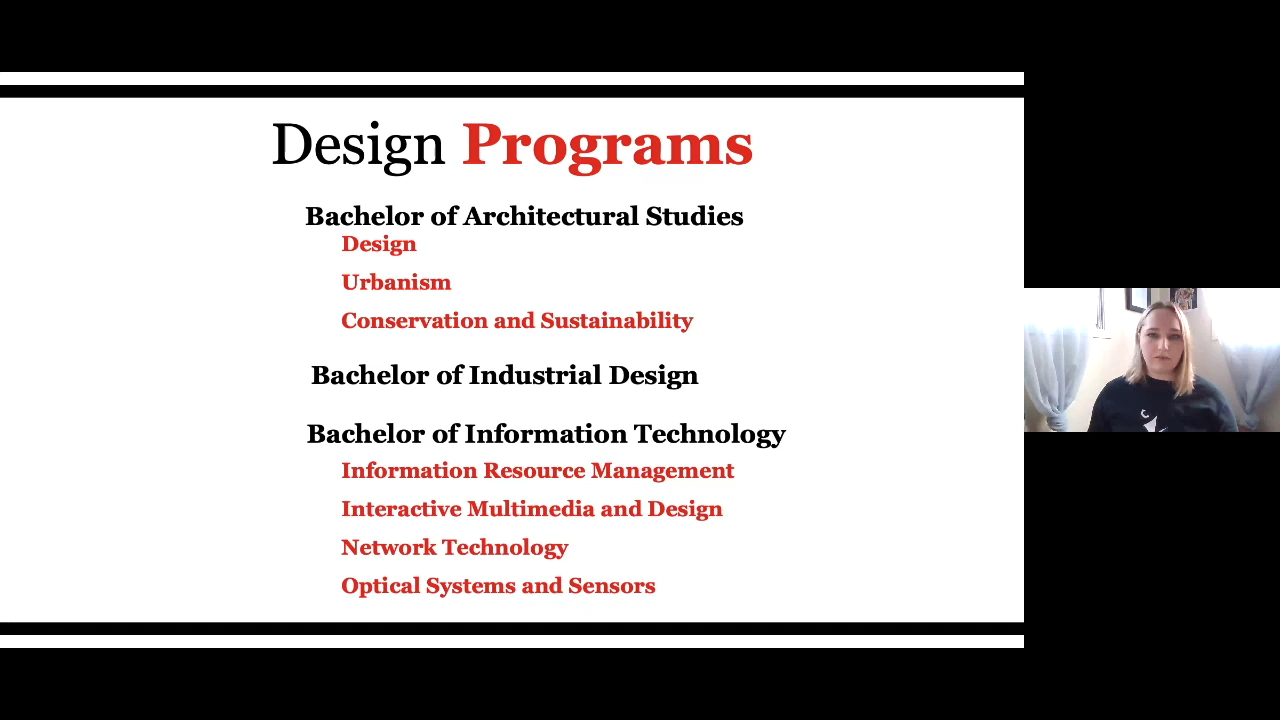 Design Programs
Bachelor of Architectural Studies
Design
Urbanism
Conservation and Sustainability
Bachelor of Industrial Design
Bachelor of Information Technology
Information Resource Management
Interactive Multimedia and Design
Network Technology
Optical Systems and Sensors